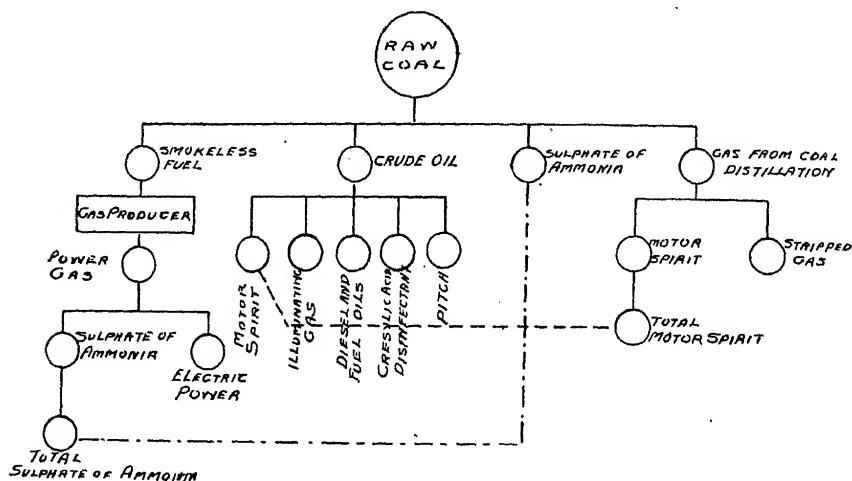 RAW
COAL
SMOKELESS
FUEL
CRUDE OIL
SULPHATE OF
AMMONIA
GAS FROM COAL
DISTILLATION
GAS PRODUCER
POWER
GAS
MOTOR
SPIRIT
ILLUMINATING
GAS
DIESEL AND
FUEL OILS
CRESYLIC ACID
DISINFECTANT
PITCH
MOTOR
SPIRIT
STRIPPED
GAS
SULPHATE OF
AMMONIA
ELECTRIC
POWER
TOTAL
MOTOR SPIRIT
TOTAL
SULPHATE OF AMMONIA